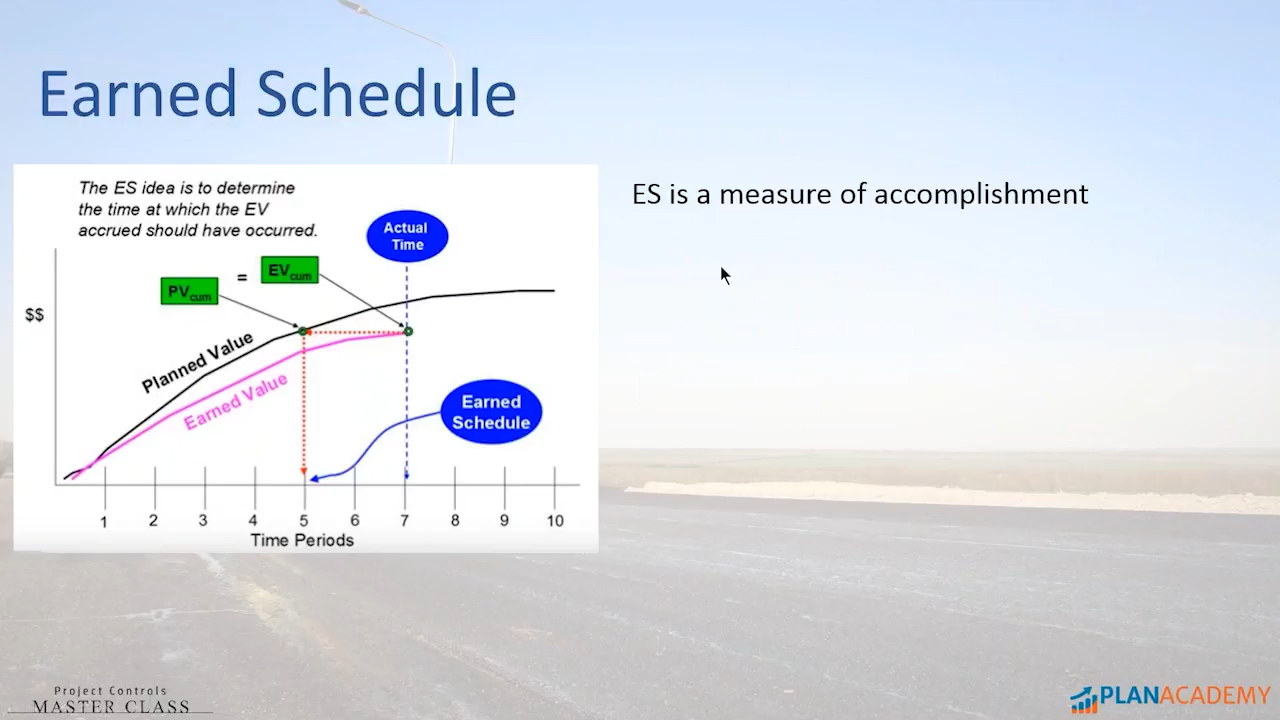 Earned Schedule
The ES idea is to determine
the time at which the EV
accrued should have occurred.
ES is a measure of accomplishment
Actual
Time
EVcum
=
PVcum
$$
Planned Value
Earned Value
Earned
Schedule
1 2 3 4 5 6 7 8 9 10
Time Periods
Project Controls
MASTER CLASS
PLANACADEMY